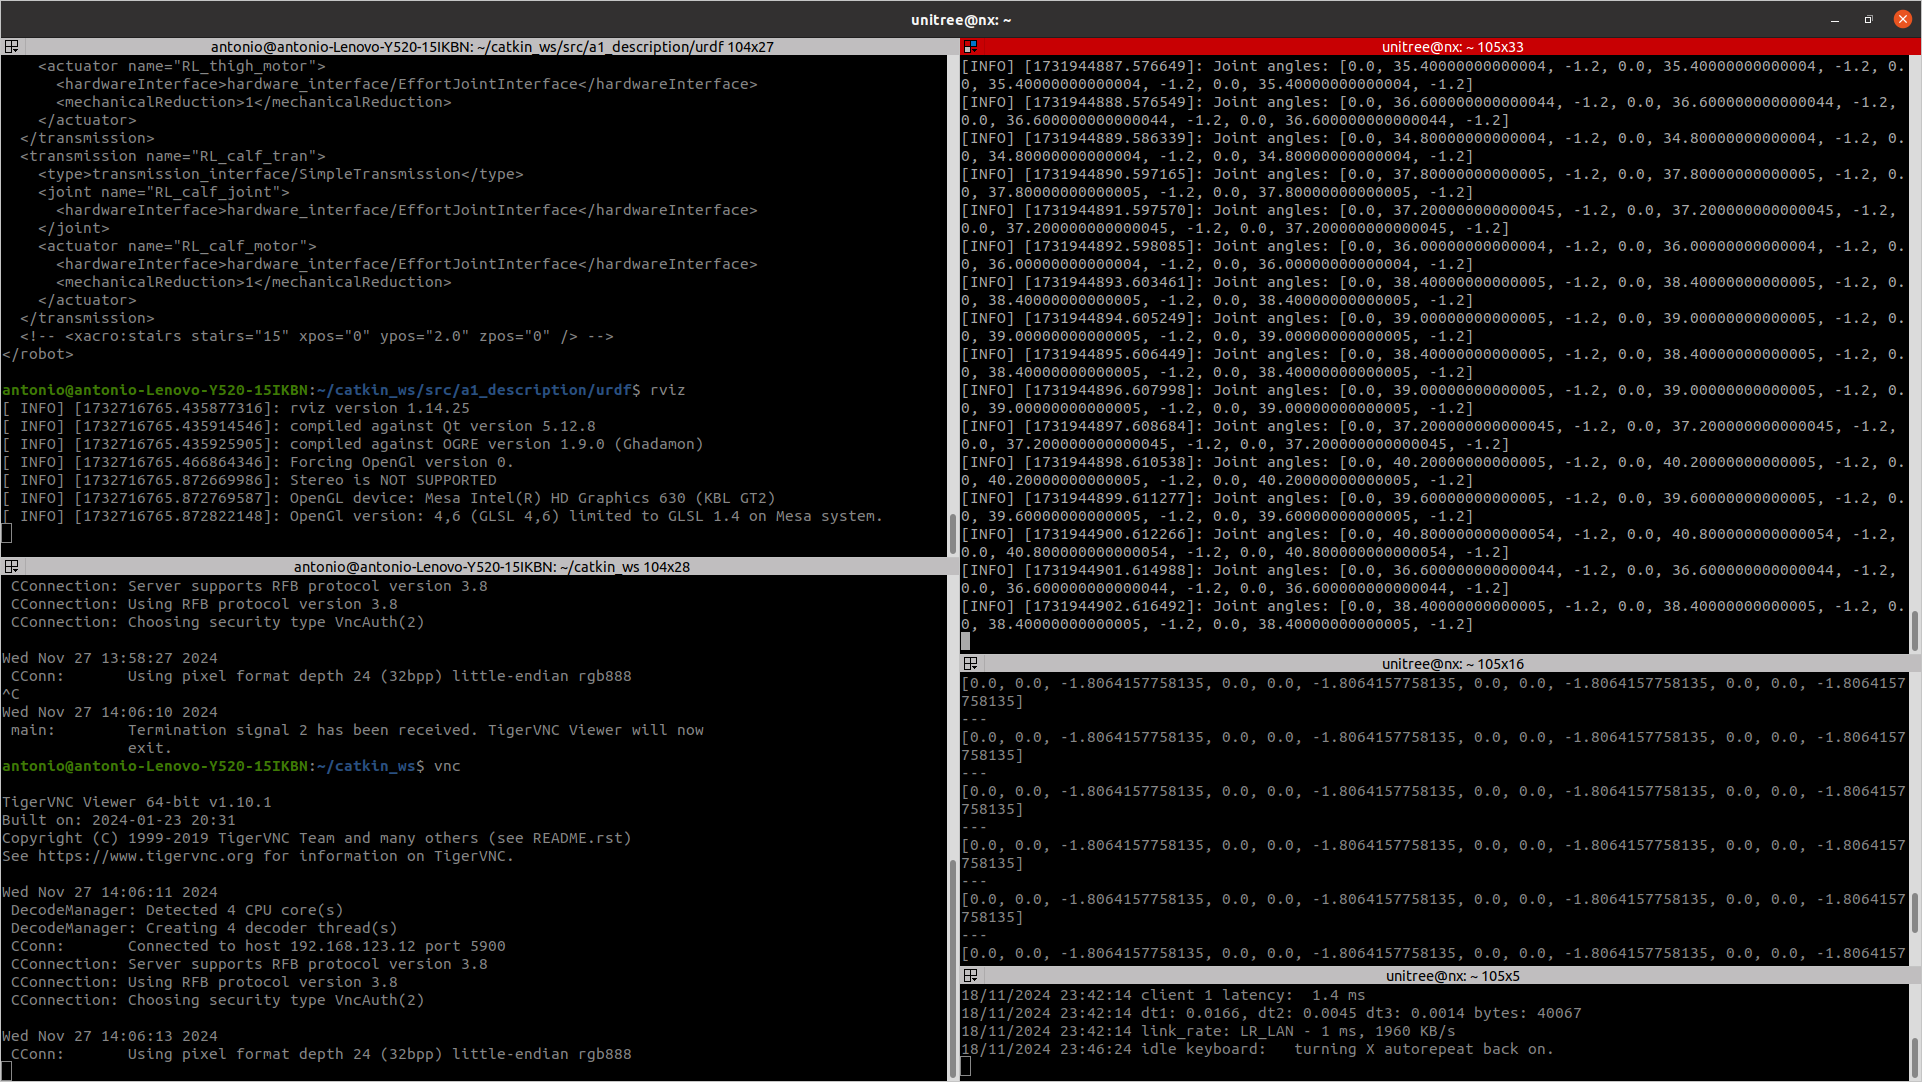 unitree@nx: ~
antonio@antonio-Lenovo-Y520-15IKBN: ~/catkin_ws/src/a1_description/urdf 104x27
    <actuator name="RL_thigh_motor">
      <hardwareInterface>hardware_interface/EffortJointInterface</hardwareInterface>
      <mechanicalReduction>1</mechanicalReduction>
    </actuator>
  </transmission>
  <transmission name="RL_calf_tran">
    <type>transmission_interface/SimpleTransmission</type>
    <joint name="RL_calf_joint">
      <hardwareInterface>hardware_interface/EffortJointInterface</hardwareInterface>
    </joint>
    <actuator name="RL_calf_motor">
      <hardwareInterface>hardware_interface/EffortJointInterface</hardwareInterface>
      <mechanicalReduction>1</mechanicalReduction>
    </actuator>
  </transmission>
  <!-- <xacro:stairs stairs="15" xpos="0" ypos="2.0" zpos="0" /> -->
</robot>
antonio@antonio-Lenovo-Y520-15IKBN:~/catkin_ws/src/a1_description/urdf$ rviz
[ INFO] [1732716765.435877316]: rviz version 1.14.25
[ INFO] [1732716765.435914546]: compiled against Qt version 5.12.8
[ INFO] [1732716765.435925905]: compiled against OGRE version 1.9.0 (Ghadamon)
[ INFO] [1732716765.466864346]: Forcing OpenGl version 0.
[ INFO] [1732716765.872669986]: Stereo is NOT SUPPORTED
[ INFO] [1732716765.872769587]: OpenGL device: Mesa Intel(R) HD Graphics 630 (KBL GT2)
[ INFO] [1732716765.872822148]: OpenGl version: 4,6 (GLSL 4,6) limited to GLSL 1.4 on Mesa system.
antonio@antonio-Lenovo-Y520-15IKBN: ~/catkin_ws 104x28
 CConnection: Server supports RFB protocol version 3.8
 CConnection: Using RFB protocol version 3.8
 CConnection: Choosing security type VncAuth(2)
Wed Nov 27 13:58:27 2024
 CConn:       Using pixel format depth 24 (32bpp) little-endian rgb888
^C
Wed Nov 27 14:06:10 2024
 main:        Termination signal 2 has been received. TigerVNC Viewer will now
              exit.
antonio@antonio-Lenovo-Y520-15IKBN:~/catkin_ws$ vnc
TigerVNC Viewer 64-bit v1.10.1
Built on: 2024-01-23 20:31
Copyright (C) 1999-2019 TigerVNC Team and many others (see README.rst)
See https://www.tigervnc.org for information on TigerVNC.
Wed Nov 27 14:06:11 2024
 DecodeManager: Detected 4 CPU core(s)
 DecodeManager: Creating 4 decoder thread(s)
 CConn:       Connected to host 192.168.123.12 port 5900
 CConnection: Server supports RFB protocol version 3.8
 CConnection: Using RFB protocol version 3.8
 CConnection: Choosing security type VncAuth(2)
Wed Nov 27 14:06:13 2024
 CConn:       Using pixel format depth 24 (32bpp) little-endian rgb888
unitree@nx: ~ 105x33
[INFO] [1731944887.576649]: Joint angles: [0.0, 35.40000000000004, -1.2, 0.0, 35.40000000000004, -1.2, 0.
0, 35.40000000000004, -1.2, 0.0, 35.40000000000004, -1.2]
[INFO] [1731944888.576549]: Joint angles: [0.0, 36.600000000000044, -1.2, 0.0, 36.600000000000044, -1.2,
0.0, 36.600000000000044, -1.2, 0.0, 36.600000000000044, -1.2]
[INFO] [1731944889.586339]: Joint angles: [0.0, 34.80000000000004, -1.2, 0.0, 34.80000000000004, -1.2, 0.
0, 34.80000000000004, -1.2, 0.0, 34.80000000000004, -1.2]
[INFO] [1731944890.597165]: Joint angles: [0.0, 37.80000000000005, -1.2, 0.0, 37.80000000000005, -1.2, 0.
0, 37.80000000000005, -1.2, 0.0, 37.80000000000005, -1.2]
[INFO] [1731944891.597570]: Joint angles: [0.0, 37.200000000000045, -1.2, 0.0, 37.200000000000045, -1.2,
0.0, 37.200000000000045, -1.2, 0.0, 37.200000000000045, -1.2]
[INFO] [1731944892.598085]: Joint angles: [0.0, 36.00000000000004, -1.2, 0.0, 36.00000000000004, -1.2, 0.
0, 36.00000000000004, -1.2, 0.0, 36.00000000000004, -1.2]
[INFO] [1731944893.603461]: Joint angles: [0.0, 38.40000000000005, -1.2, 0.0, 38.40000000000005, -1.2, 0.
0, 38.40000000000005, -1.2, 0.0, 38.40000000000005, -1.2]
[INFO] [1731944894.605249]: Joint angles: [0.0, 39.00000000000005, -1.2, 0.0, 39.00000000000005, -1.2, 0.
0, 39.00000000000005, -1.2, 0.0, 39.00000000000005, -1.2]
[INFO] [1731944895.606449]: Joint angles: [0.0, 38.40000000000005, -1.2, 0.0, 38.40000000000005, -1.2, 0.
0, 38.40000000000005, -1.2, 0.0, 38.40000000000005, -1.2]
[INFO] [1731944896.607998]: Joint angles: [0.0, 39.00000000000005, -1.2, 0.0, 39.00000000000005, -1.2, 0.
0, 39.00000000000005, -1.2, 0.0, 39.00000000000005, -1.2]
[INFO] [1731944897.608684]: Joint angles: [0.0, 37.200000000000045, -1.2, 0.0, 37.200000000000045, -1.2,
0.0, 37.200000000000045, -1.2, 0.0, 37.200000000000045, -1.2]
[INFO] [1731944898.610538]: Joint angles: [0.0, 40.20000000000005, -1.2, 0.0, 40.20000000000005, -1.2, 0.
0, 40.20000000000005, -1.2, 0.0, 40.20000000000005, -1.2]
[INFO] [1731944899.611277]: Joint angles: [0.0, 39.60000000000005, -1.2, 0.0, 39.60000000000005, -1.2, 0.
0, 39.60000000000005, -1.2, 0.0, 39.60000000000005, -1.2]
[INFO] [1731944900.612266]: Joint angles: [0.0, 40.800000000000054, -1.2, 0.0, 40.800000000000054, -1.2,
0.0, 40.800000000000054, -1.2, 0.0, 40.800000000000054, -1.2]
[INFO] [1731944901.614988]: Joint angles: [0.0, 36.600000000000044, -1.2, 0.0, 36.600000000000044, -1.2,
0.0, 36.600000000000044, -1.2, 0.0, 36.600000000000044, -1.2]
[INFO] [1731944902.616492]: Joint angles: [0.0, 38.40000000000005, -1.2, 0.0, 38.40000000000005, -1.2, 0.
0, 38.40000000000005, -1.2, 0.0, 38.40000000000005, -1.2]
unitree@nx: ~ 105x16
[0.0, 0.0, -1.8064157758135, 0.0, 0.0, -1.8064157758135, 0.0, 0.0, -1.8064157758135, 0.0, 0.0, -1.8064157
758135]
---
[0.0, 0.0, -1.8064157758135, 0.0, 0.0, -1.8064157758135, 0.0, 0.0, -1.8064157758135, 0.0, 0.0, -1.8064157
758135]
---
[0.0, 0.0, -1.8064157758135, 0.0, 0.0, -1.8064157758135, 0.0, 0.0, -1.8064157758135, 0.0, 0.0, -1.8064157
758135]
---
[0.0, 0.0, -1.8064157758135, 0.0, 0.0, -1.8064157758135, 0.0, 0.0, -1.8064157758135, 0.0, 0.0, -1.8064157
758135]
---
[0.0, 0.0, -1.8064157758135, 0.0, 0.0, -1.8064157758135, 0.0, 0.0, -1.8064157758135, 0.0, 0.0, -1.8064157
758135]
---
[0.0, 0.0, -1.8064157758135, 0.0, 0.0, -1.8064157758135, 0.0, 0.0, -1.8064157758135, 0.0, 0.0, -1.8064157
unitree@nx: ~ 105x5
18/11/2024 23:42:14 client 1 latency:  1.4 ms
18/11/2024 23:42:14 dt1: 0.0166, dt2: 0.0045 dt3: 0.0014 bytes: 40067
18/11/2024 23:42:14 link_rate: LR_LAN - 1 ms, 1960 KB/s
18/11/2024 23:46:24 idle keyboard:   turning X autorepeat back on.